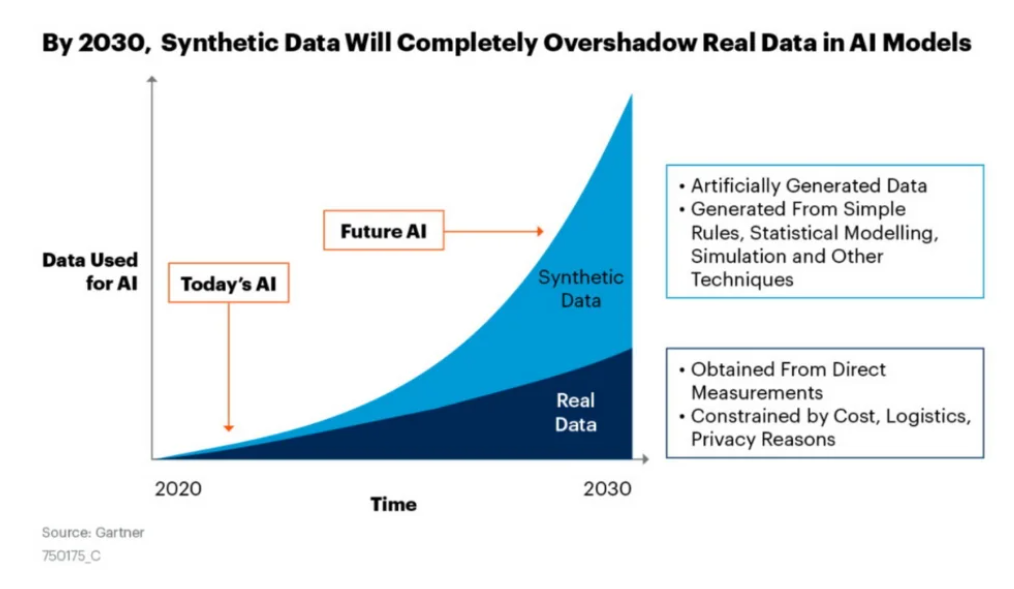 By 2030, Synthetic Data Will Completely Overshadow Real Data in AI Models
Data Used
for AI
Today's AI
Future AI
Synthetic
Data
Real
Data
• Artificially Generated Data
• Generated From Simple
Rules, Statistical Modelling,
Simulation and Other
Techniques
• Obtained From Direct
Measurements
• Constrained by Cost, Logistics,
Privacy Reasons
2020
2030
Time
Source: Gartner
750175_C